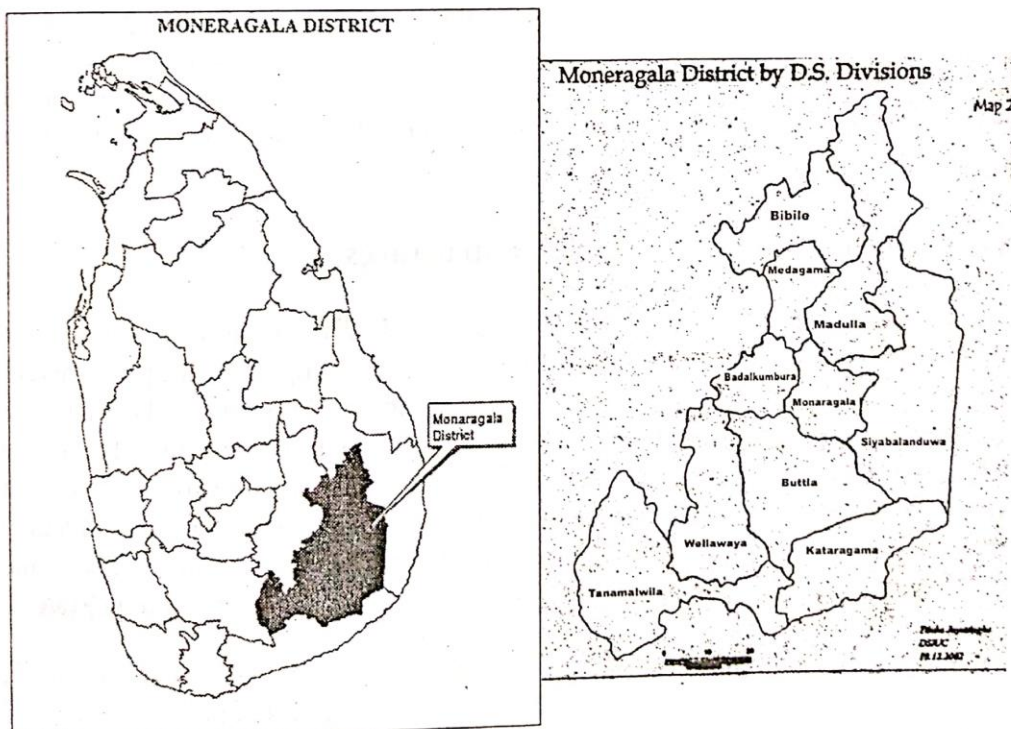 MONERAGALA DISTRICT
Monaragala
District
Moneragala District by D.S. Divisions
Map 2
Bibile
Medagama
Madulla
Badalkumbura
Monaragala
Siyabalanduwa
Buttla
Wellawaya
Kataragama
Tanamalwila
DSIUC